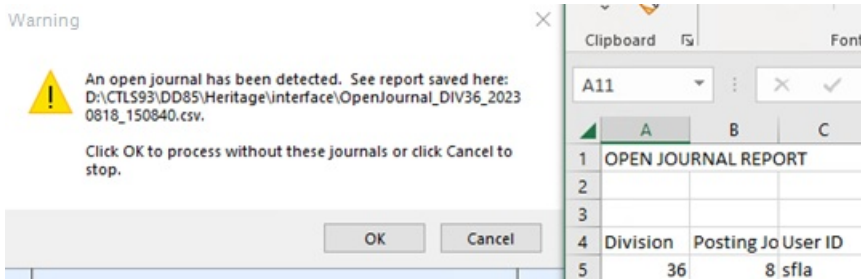 Warning
An open journal has been detected. See report saved here:
D:\CTLS93\DD85\Heritage\interface\OpenJournal_DIV36_2023
0818_150840.csv.
Click OK to process without these journals or click Cancel to
stop.
OK Cancel
Clipboard Font
A11
A B C
1 OPEN JOURNAL REPORT
2
3
4 Division Posting Jo User ID
5 36 8 sfla